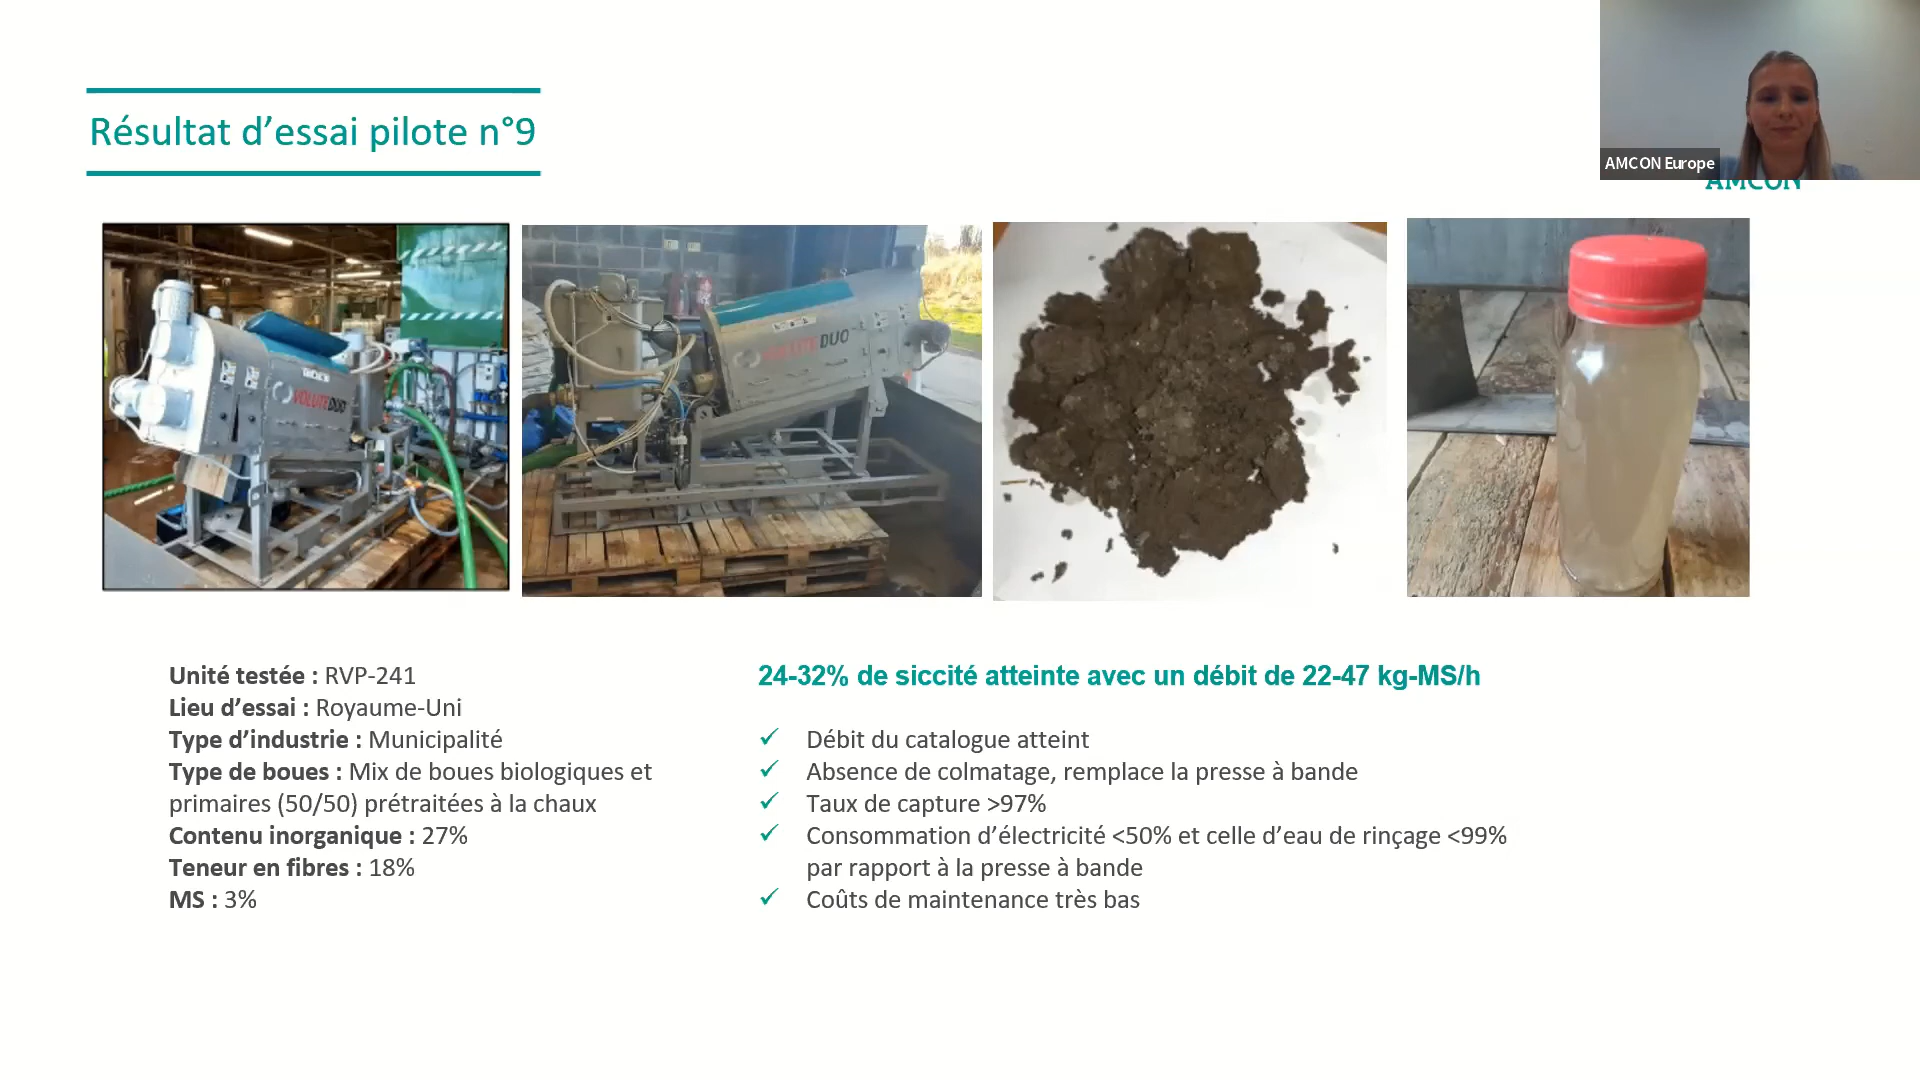 Résultat d’essai pilote n°9
AMCON Europe
AMCON
VOLUTE DUO
VOLUTE DUO
Unité testée : RVP-241
Lieu d’essai : Royaume-Uni
Type d’industrie : Municipalité
Type de boues : Mix de boues biologiques et
primaires (50/50) prétraitées à la chaux
Contenu inorganique : 27%
Teneur en fibres : 18%
MS : 3%
24-32% de siccité atteinte avec un débit de 22-47 kg-MS/h
✓ Débit du catalogue atteint
✓ Absence de colmatage, remplace la presse à bande
✓ Taux de capture >97%
✓ Consommation d’électricité <50% et celle d’eau de rinçage <99%
par rapport à la presse à bande
✓ Coûts de maintenance très bas